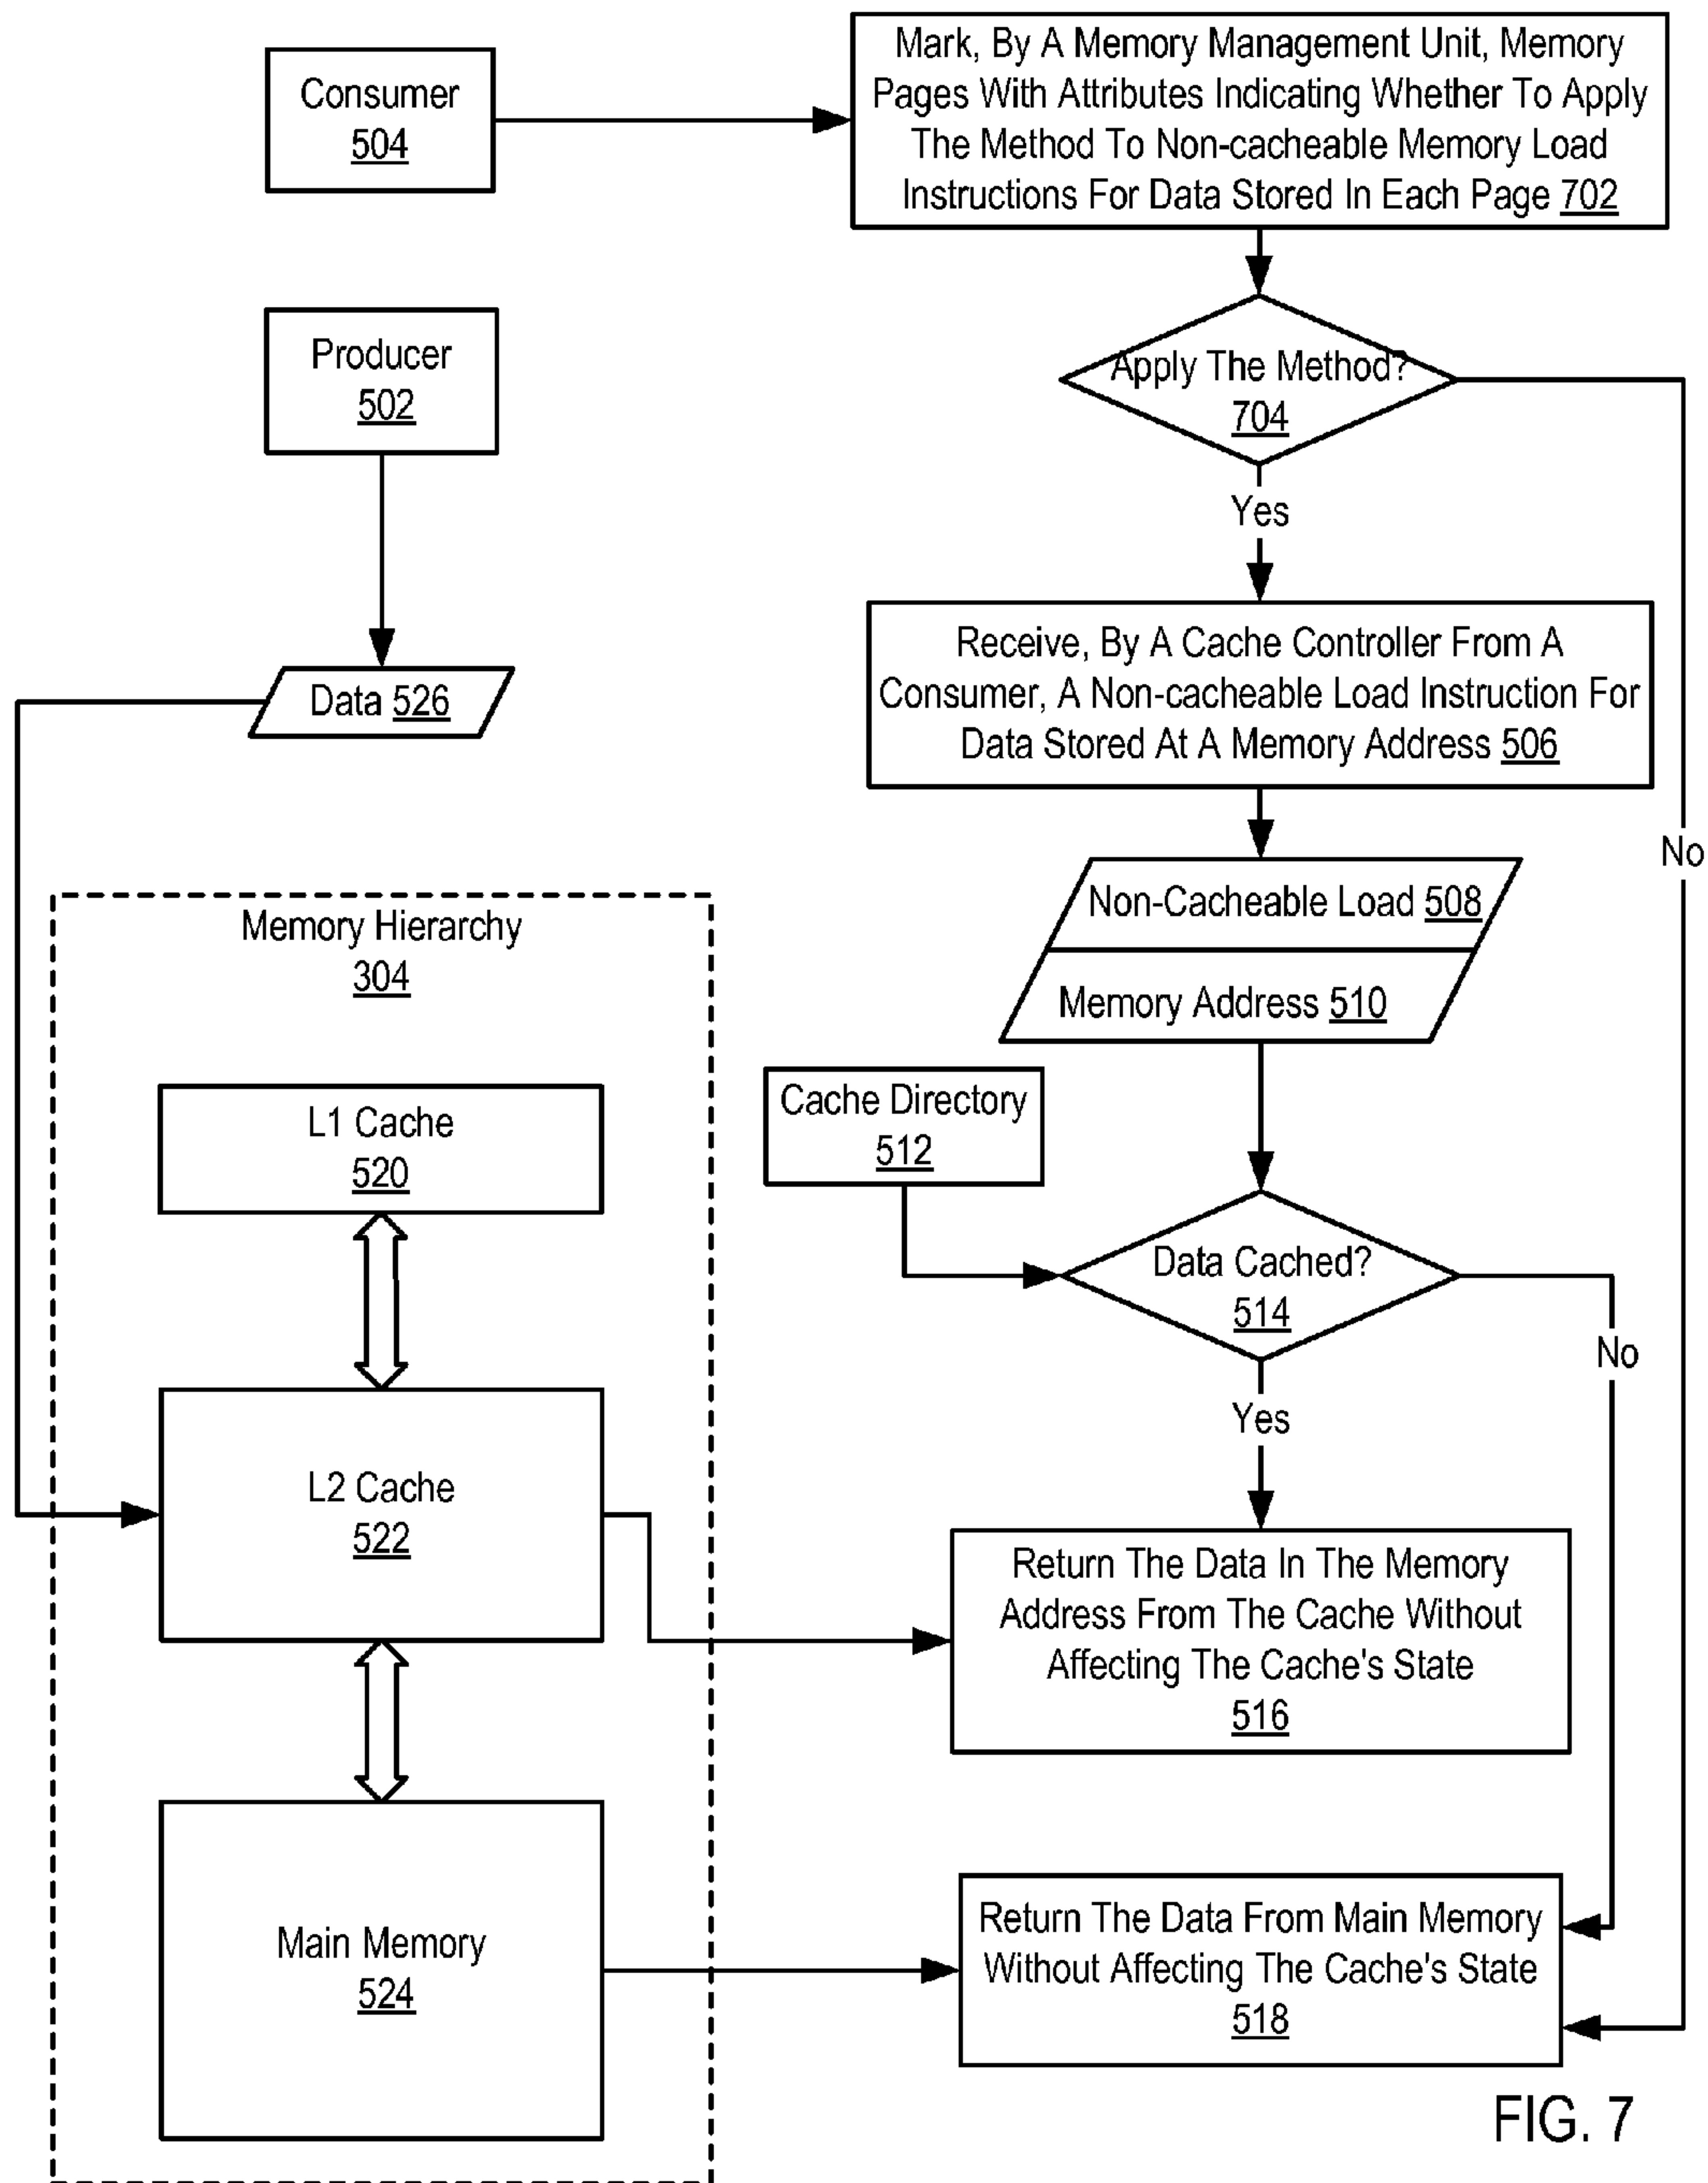 Consumer
504
Mark, By A Memory Management Unit, Memory
Pages With Attributes Indicating Whether To Apply
The Method To Non-cacheable Memory Load
Instructions For Data Stored In Each Page 702
Producer
502
Apply The Method?
704
Yes
Data 526
Receive, By A Cache Controller From A
Consumer, A Non-cacheable Load Instruction For
Data Stored At A Memory Address 506
No
Non-Cacheable Load 508
Memory Address 510
Memory Hierarchy
304
Cache Directory
512
L1 Cache
520
Data Cached?
514
No
Yes
L2 Cache
522
Return The Data In The Memory
Address From The Cache Without
Affecting The Cache's State
516
Main Memory
524
Return The Data From Main Memory
Without Affecting The Cache's State
518
FIG. 7